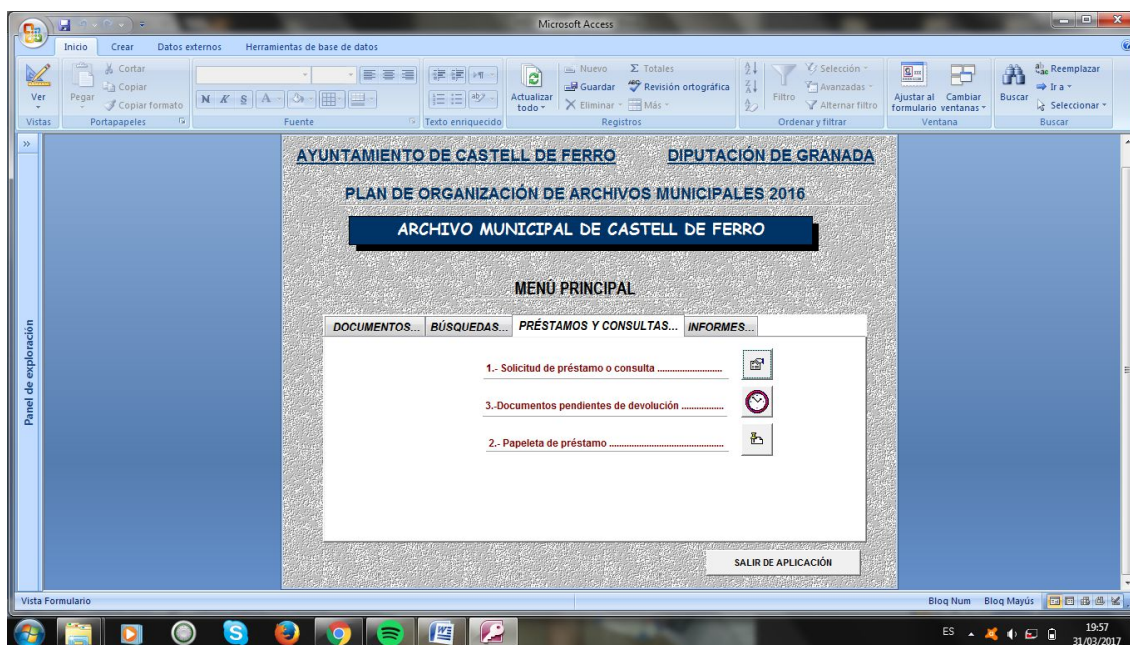 Microsoft Access
Inicio Crear Datos externos Herramientas de base de datos
Ver
Vistas
Pegar
Cortar
Copiar
Copiar formato
Portapapeles
N K S A
Fuente
Texto enriquecido
Actualizar todo
Nuevo
Guardar
Eliminar
Σ Totales
Revisión ortográfica
Más
Registros
Filtro
Selección
Avanzadas
Alternar filtro
Ordenar y filtrar
Ajustar al formulario
Cambiar ventanas
Ventana
Buscar
Reemplazar
Ir a
Seleccionar
Buscar
Panel de exploración
AYUNTAMIENTO DE CASTELL DE FERRO DIPUTACIÓN DE GRANADA
PLAN DE ORGANIZACIÓN DE ARCHIVOS MUNICIPALES 2016
ARCHIVO MUNICIPAL DE CASTELL DE FERRO
MENÚ PRINCIPAL
DOCUMENTOS... BÚSQUEDAS... PRÉSTAMOS Y CONSULTAS... INFORMES...
1.- Solicitud de préstamo o consulta .........................
3.-Documentos pendientes de devolución ................
2.- Papeleta de préstamo ............................................
SALIR DE APLICACIÓN
Vista Formulario Bloq Num Bloq Mayús
ES 19:57
31/03/2017